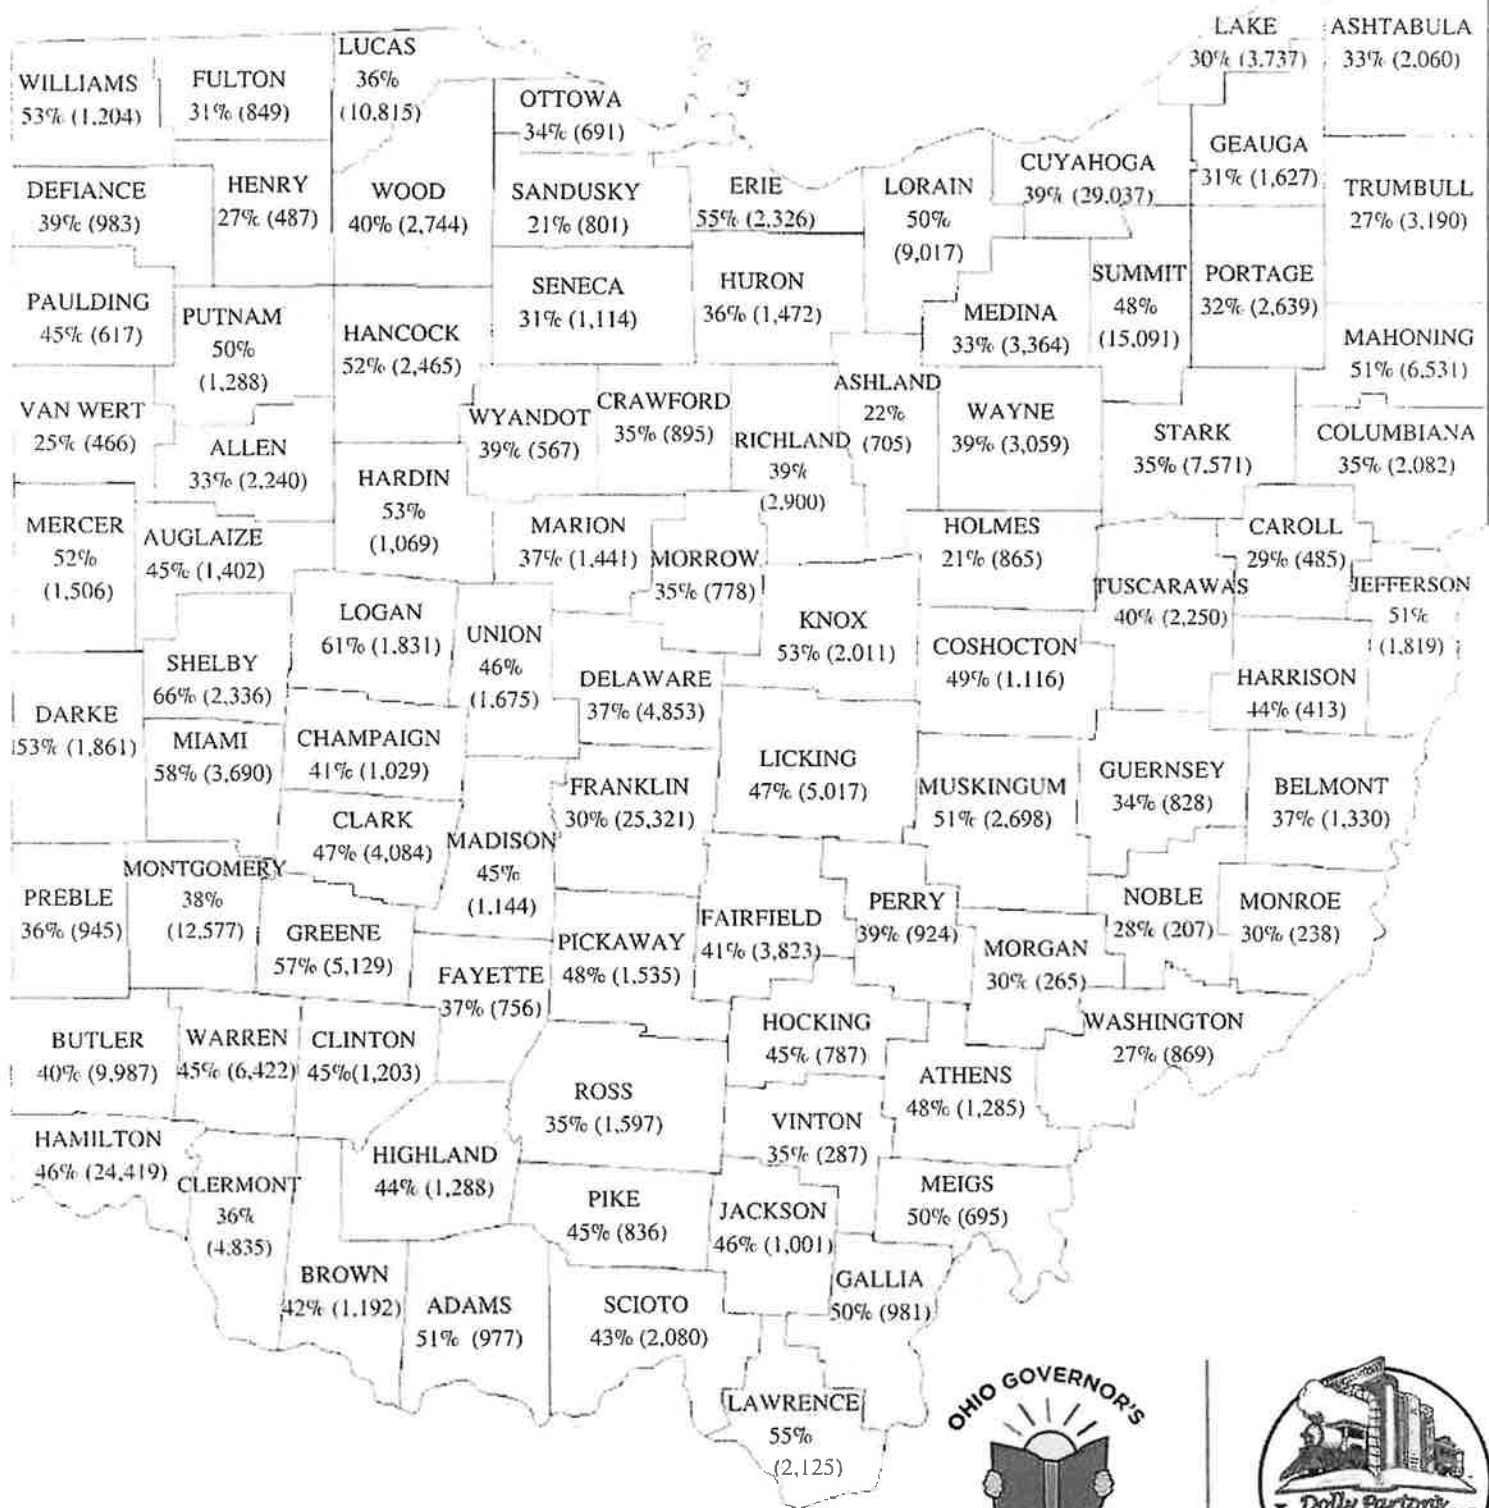 LAKE
30% (3,737)
ASHTABULA
33% (2,060)
LUCAS
36%
(10,815)
WILLIAMS
53% (1,204)
FULTON
31% (849)
OTTOWA
34% (691)
GEAUGA
31% (1,627)
CUYAHOGA
39% (29,037)
DEFIANCE
39% (983)
HENRY
27% (487)
WOOD
40% (2,744)
SANDUSKY
21% (801)
ERIE
55% (2,326)
LORAIN
50%
(9,017)
TRUMBULL
27% (3,190)
PAULDING
45% (617)
PUTNAM
50%
(1,288)
HANCOCK
52% (2,465)
SENECA
31% (1,114)
HURON
36% (1,472)
MEDINA
33% (3,364)
SUMMIT
48%
(15,091)
PORTAGE
32% (2,639)
MAHONING
51% (6,531)
VAN WERT
25% (466)
ALLEN
33% (2,240)
HARDIN
53%
(1,069)
WYANDOT
39% (567)
CRAWFORD
35% (895)
RICHLAND
39%
(2,900)
ASHLAND
22%
(705)
WAYNE
39% (3,059)
STARK
35% (7,571)
COLUMBIANA
35% (2,082)
MERCER
52%
(1,506)
AUGLAIZE
45% (1,402)
MARION
37% (1,441)
MORROW
35% (778)
HOLMES
21% (865)
CAROLL
29% (485)
TUSCARAWAS
40% (2,250)
JEFFERSON
51%
(1,819)
LOGAN
61% (1,831)
UNION
46%
(1,675)
KNOX
53% (2,011)
COSHOCTON
49% (1,116)
HARRISON
44% (413)
SHELBY
66% (2,336)
DELAWARE
37% (4,853)
DARKE
53% (1,861)
MIAMI
58% (3,690)
CHAMPAIGN
41% (1,029)
LICKING
47% (5,017)
FRANKLIN
30% (25,321)
MUSKINGUM
51% (2,698)
GUERNSEY
34% (828)
BELMONT
37% (1,330)
CLARK
47% (4,084)
MADISON
45%
(1,144)
PREBLE
36% (945)
MONTGOMERY
38%
(12,577)
GREENE
57% (5,129)
FAYETTE
37% (756)
PICKAWAY
48% (1,535)
FAIRFIELD
41% (3,823)
PERRY
39% (924)
MORGAN
30% (265)
NOBLE
28% (207)
MONROE
30% (238)
BUTLER
40% (9,987)
WARREN
45% (6,422)
CLINTON
45%(1,203)
HOCKING
45% (787)
WASHINGTON
27% (869)
ROSS
35% (1,597)
ATHENS
48% (1,285)
VINTON
35% (287)
HAMILTON
46% (24,419)
CLERMONT
36%
(4,835)
HIGHLAND
44% (1,288)
PIKE
45% (836)
JACKSON
46% (1,001)
MEIGS
50% (695)
BROWN
42% (1,192)
ADAMS
51% (977)
SCIOTO
43% (2,080)
GALLIA
50% (981)
LAWRENCE
55%
(2,125)
OHIO GOVERNOR'S
Dolly Parton's